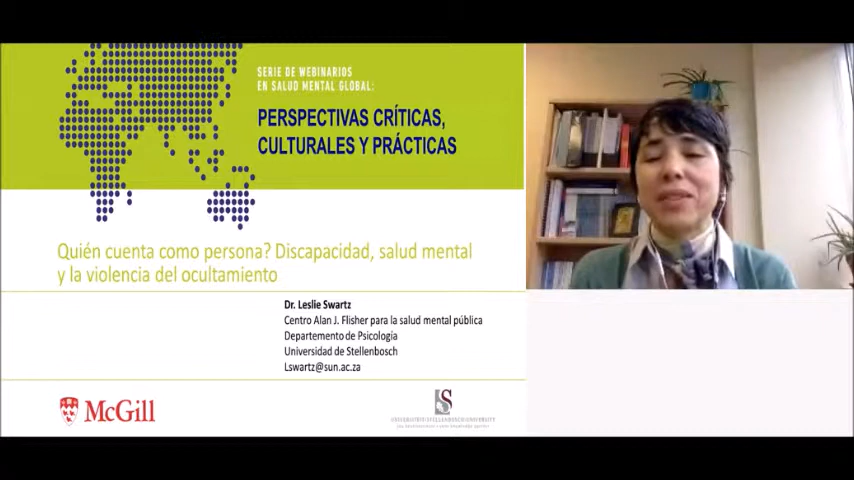 SERIE DE WEBINARIOS
EN SALUD MENTAL GLOBAL:
PERSPECTIVAS CRÍTICAS,
CULTURALES Y PRÁCTICAS
Quién cuenta como persona? Discapacidad, salud mental
y la violencia del ocultamiento
Dr. Leslie Swartz
Centro Alan J. Flisher para la salud mental pública
Departamento de Psicología
Universidad de Stellenbosch
Lswartz@sun.ac.za
McGill